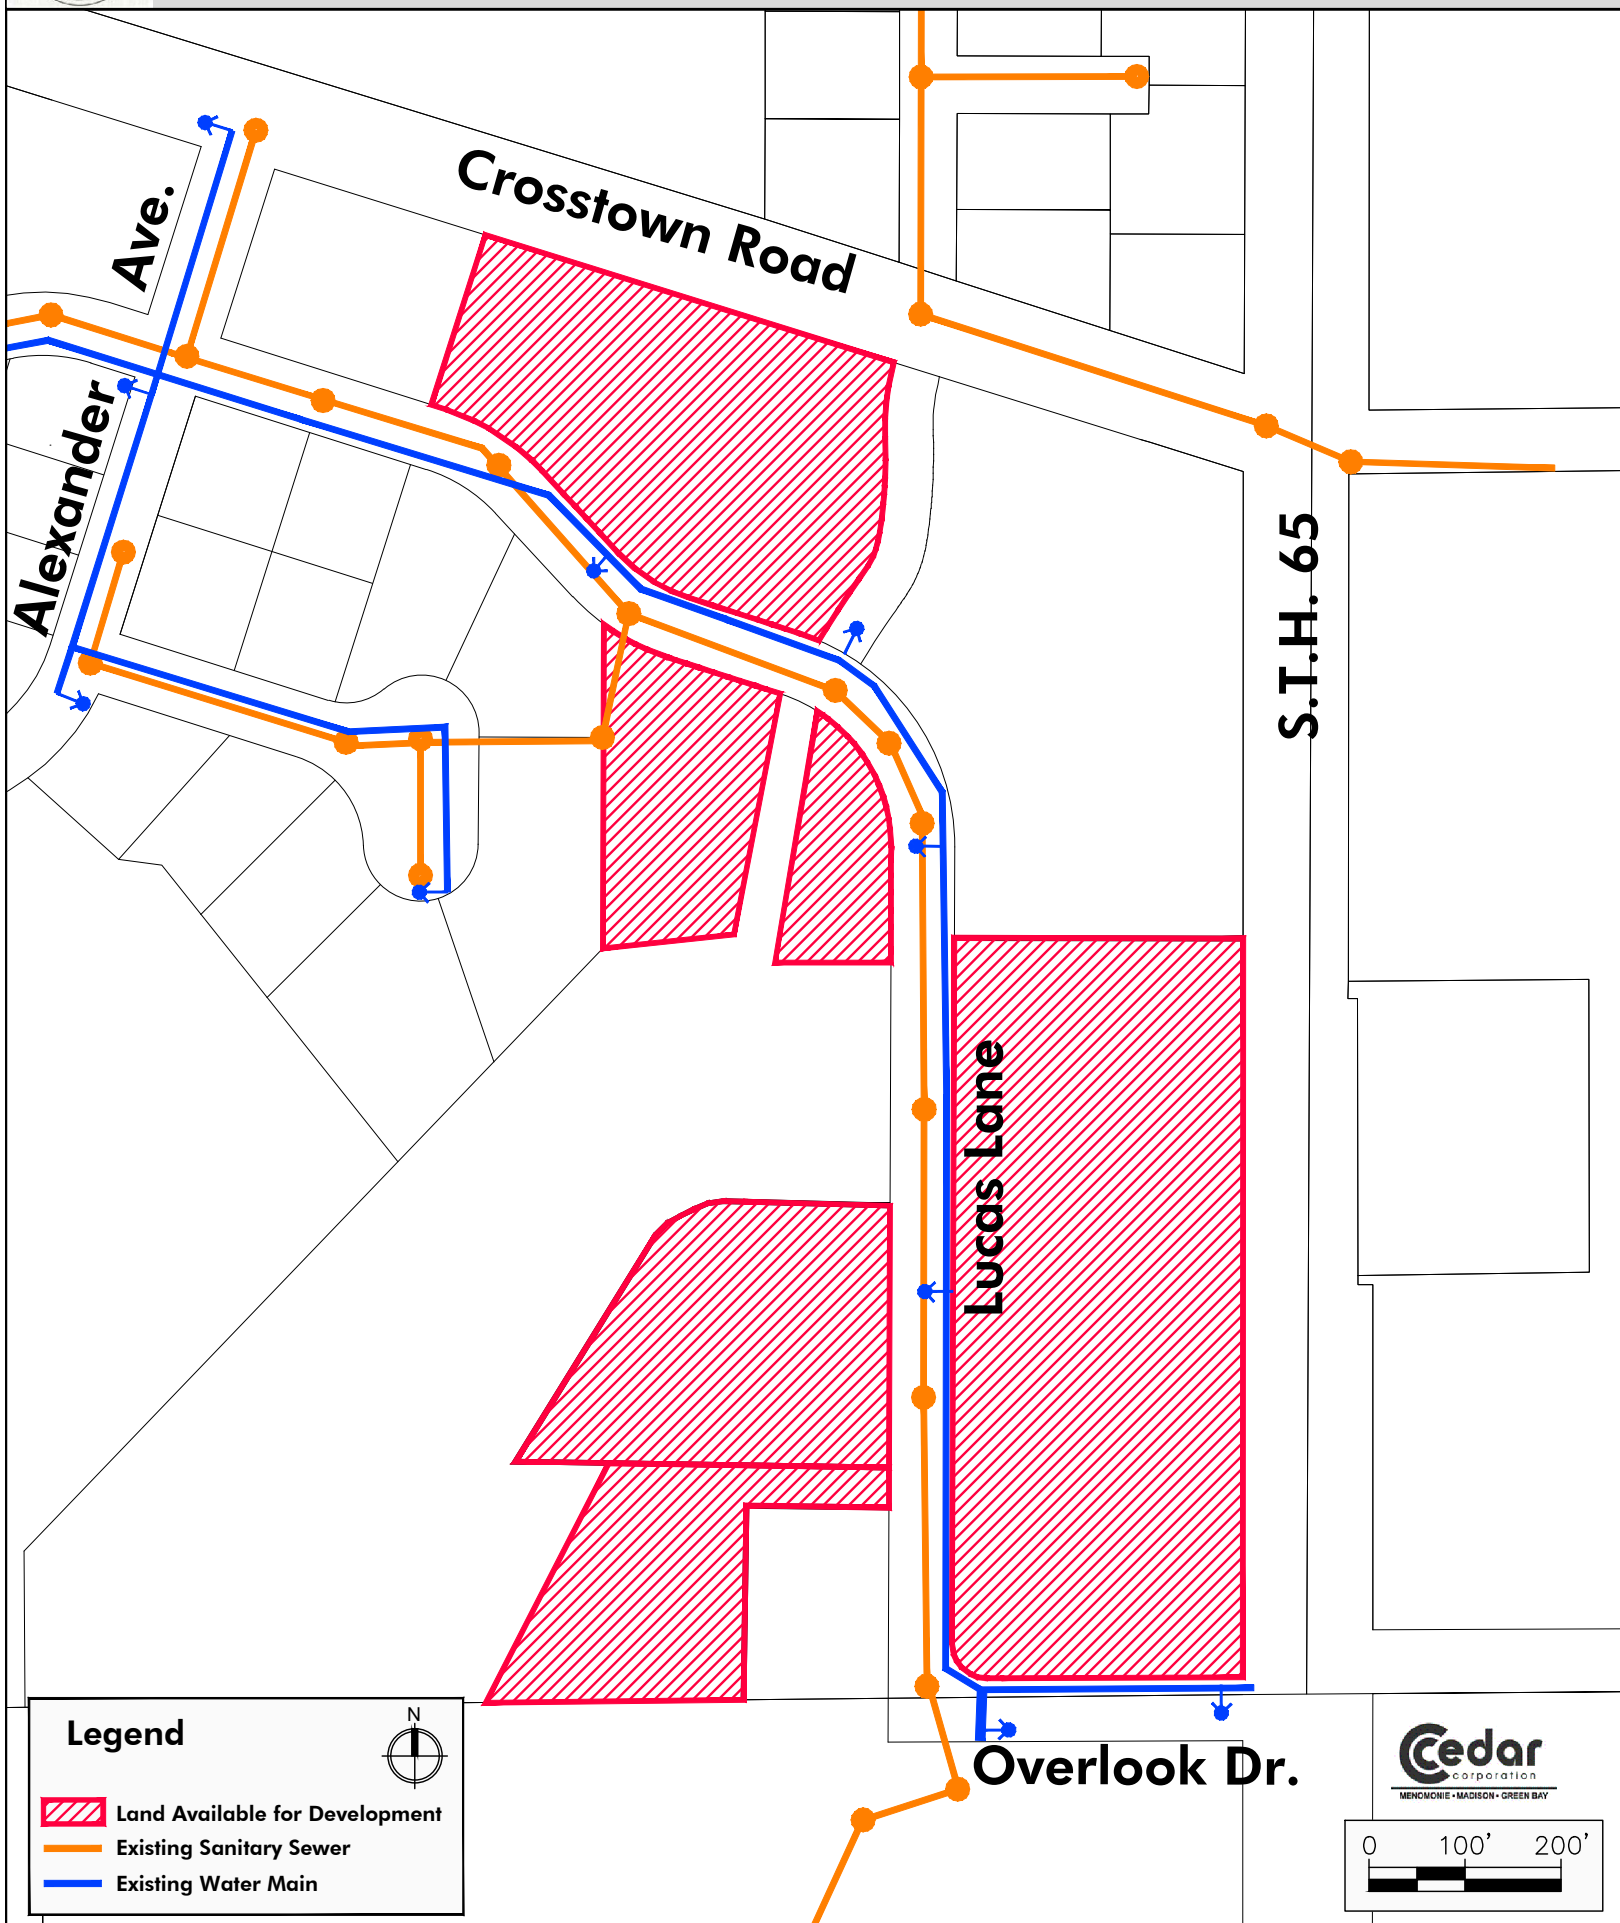 Crosstown Road
Ave.
Alexander
S.T.H. 65
Lucas Lane
Overlook Dr.
Legend
N
Land Available for Development
Existing Sanitary Sewer
Existing Water Main
Cedar
corporation
MENOMONIE • MADISON • GREEN BAY
0 100' 200'